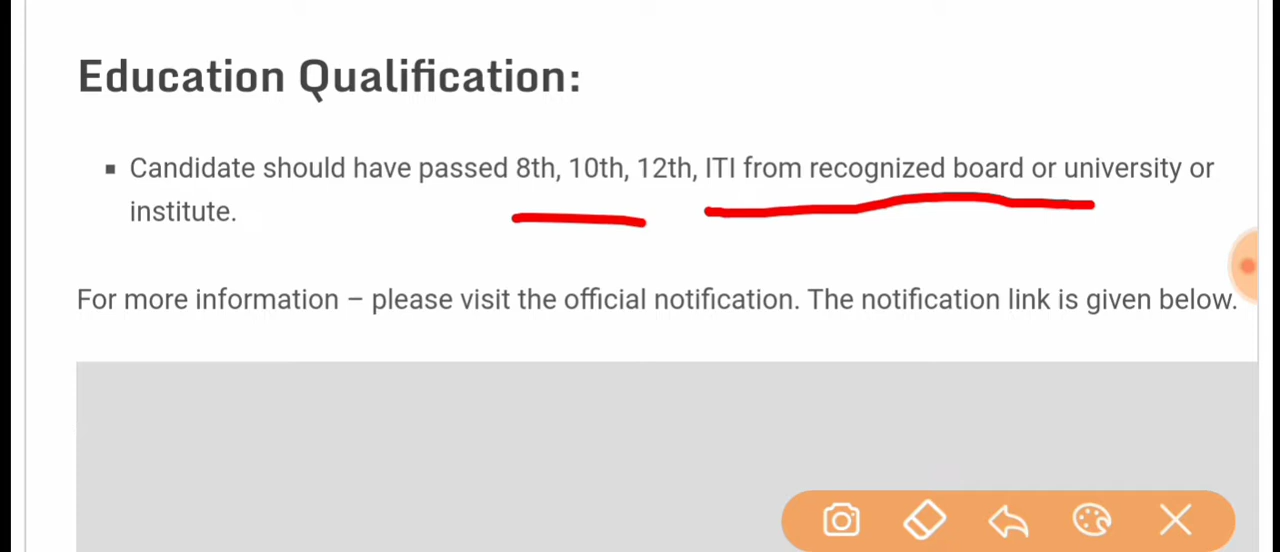 Education Qualification:
▪ Candidate should have passed 8th, 10th, 12th, ITI from recognized board or university or
institute.
For more information – please visit the official notification. The notification link is given below.